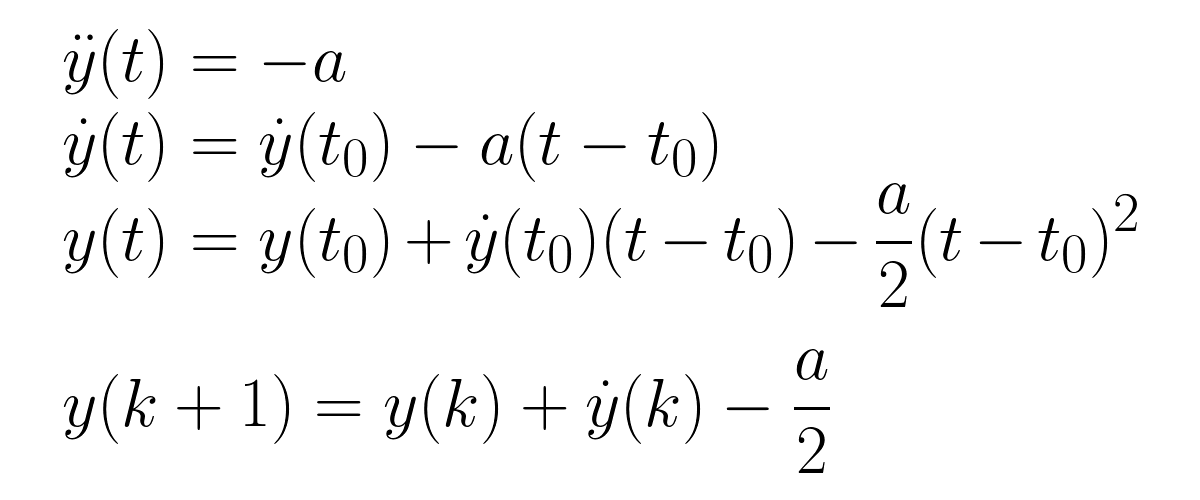 ÿ(t) = −a
ẏ(t) = ẏ(t₀) − a(t − t₀)
y(t) = y(t₀) + ẏ(t₀)(t − t₀) − a/2(t − t₀)²
y(k + 1) = y(k) + ẏ(k) − a/2